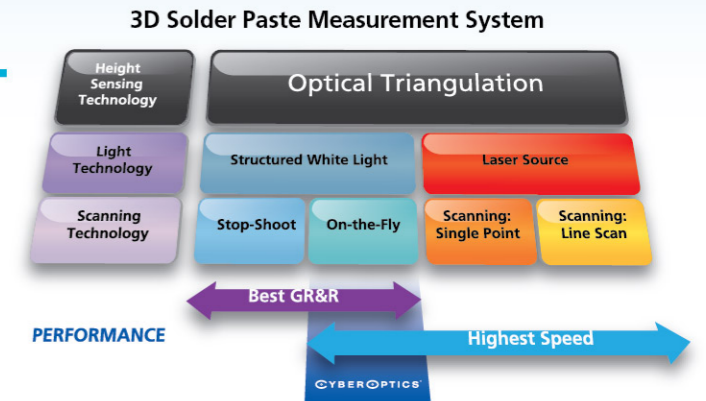 3D Solder Paste Measurement System
Height
Sensing
Technology
Optical Triangulation
Light
Technology
Structured White Light
Laser Source
Scanning
Technology
Stop-Shoot
On-the-Fly
Scanning:
Single Point
Scanning:
Line Scan
Best GR&R
PERFORMANCE
Highest Speed
CYBEROPTICS